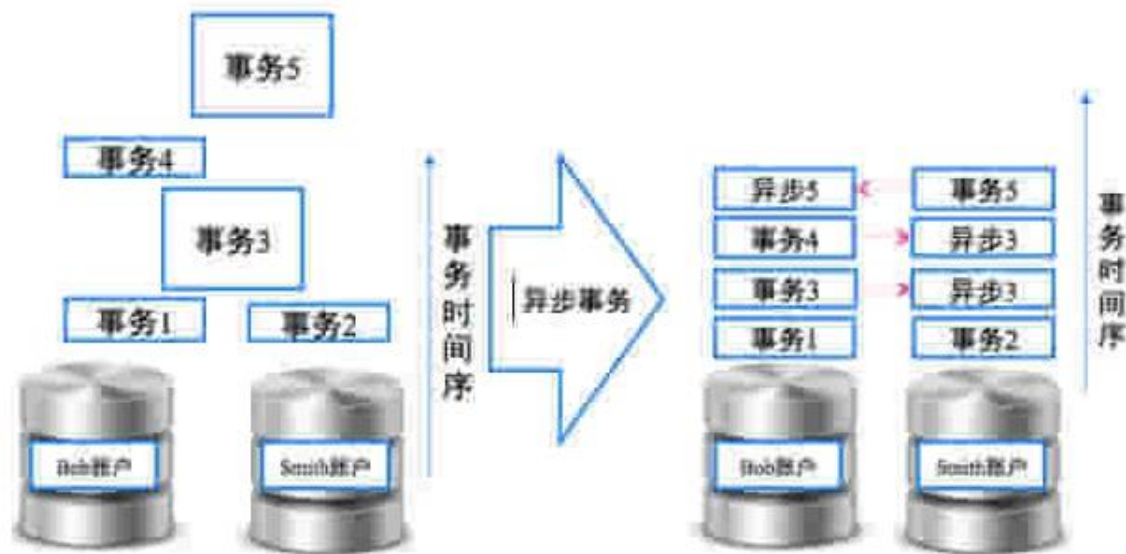 事务5
事务4
事务3
事务1
事务2
Bob账户
Smith账户
事务时间序
异步事务
异步5
事务5
事务4
异步3
事务3
异步3
事务1
事务2
Bob账户
Smith账户
事务时间序